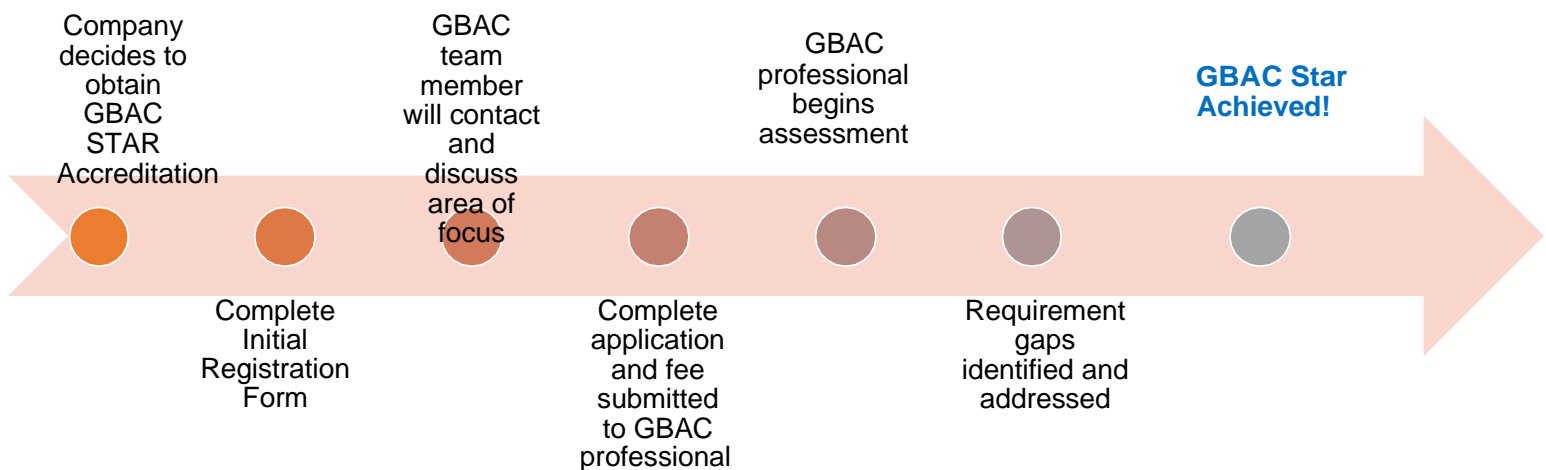 Company
decides to
obtain
GBAC
STAR
Accreditation
Complete
Initial
Registration
Form
GBAC
team
member
will contact
and
discuss
area of
focus
Complete
application
and fee
submitted
to GBAC
professional
GBAC
professional
begins
assessment
Requirement
gaps
identified and
addressed
GBAC Star
Achieved!